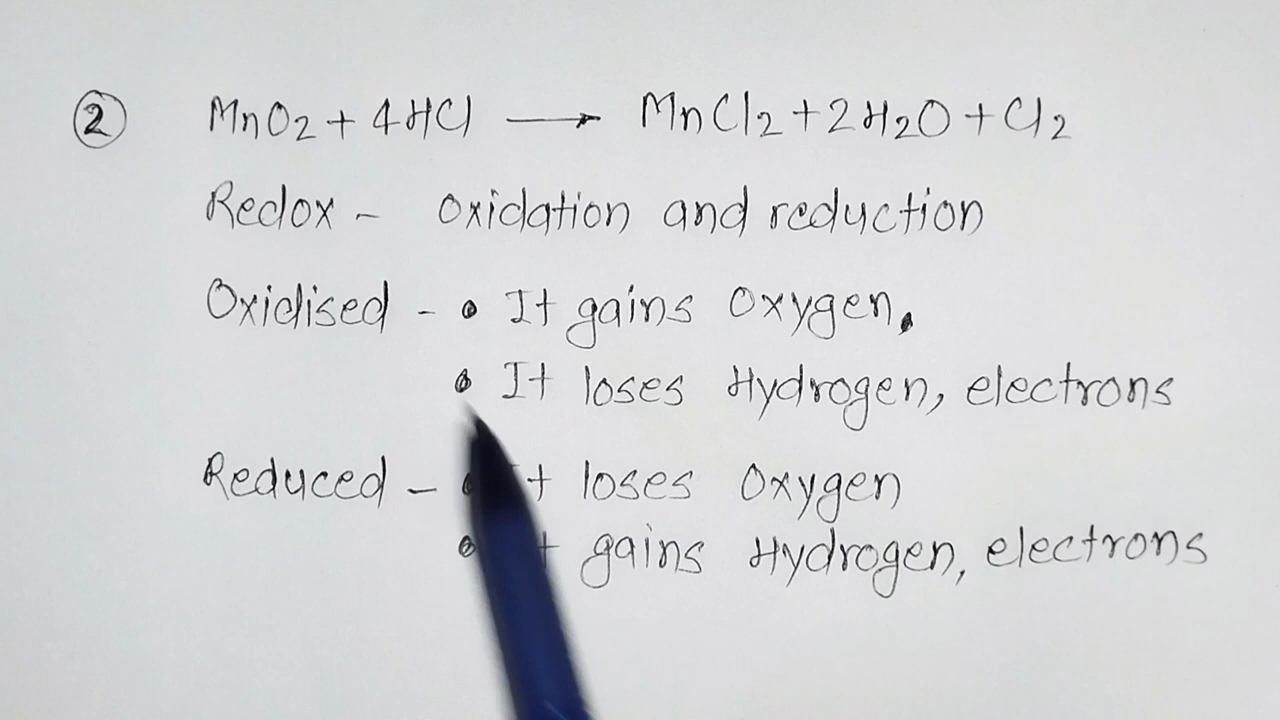 ② MnO₂ + 4HCl → MnCl₂ + 2H₂O + Cl₂
Redox - Oxidation and reduction
Oxidised - • It gains Oxygen.
• It loses Hydrogen, electrons
Reduced - • It loses Oxygen
• gains Hydrogen, electrons